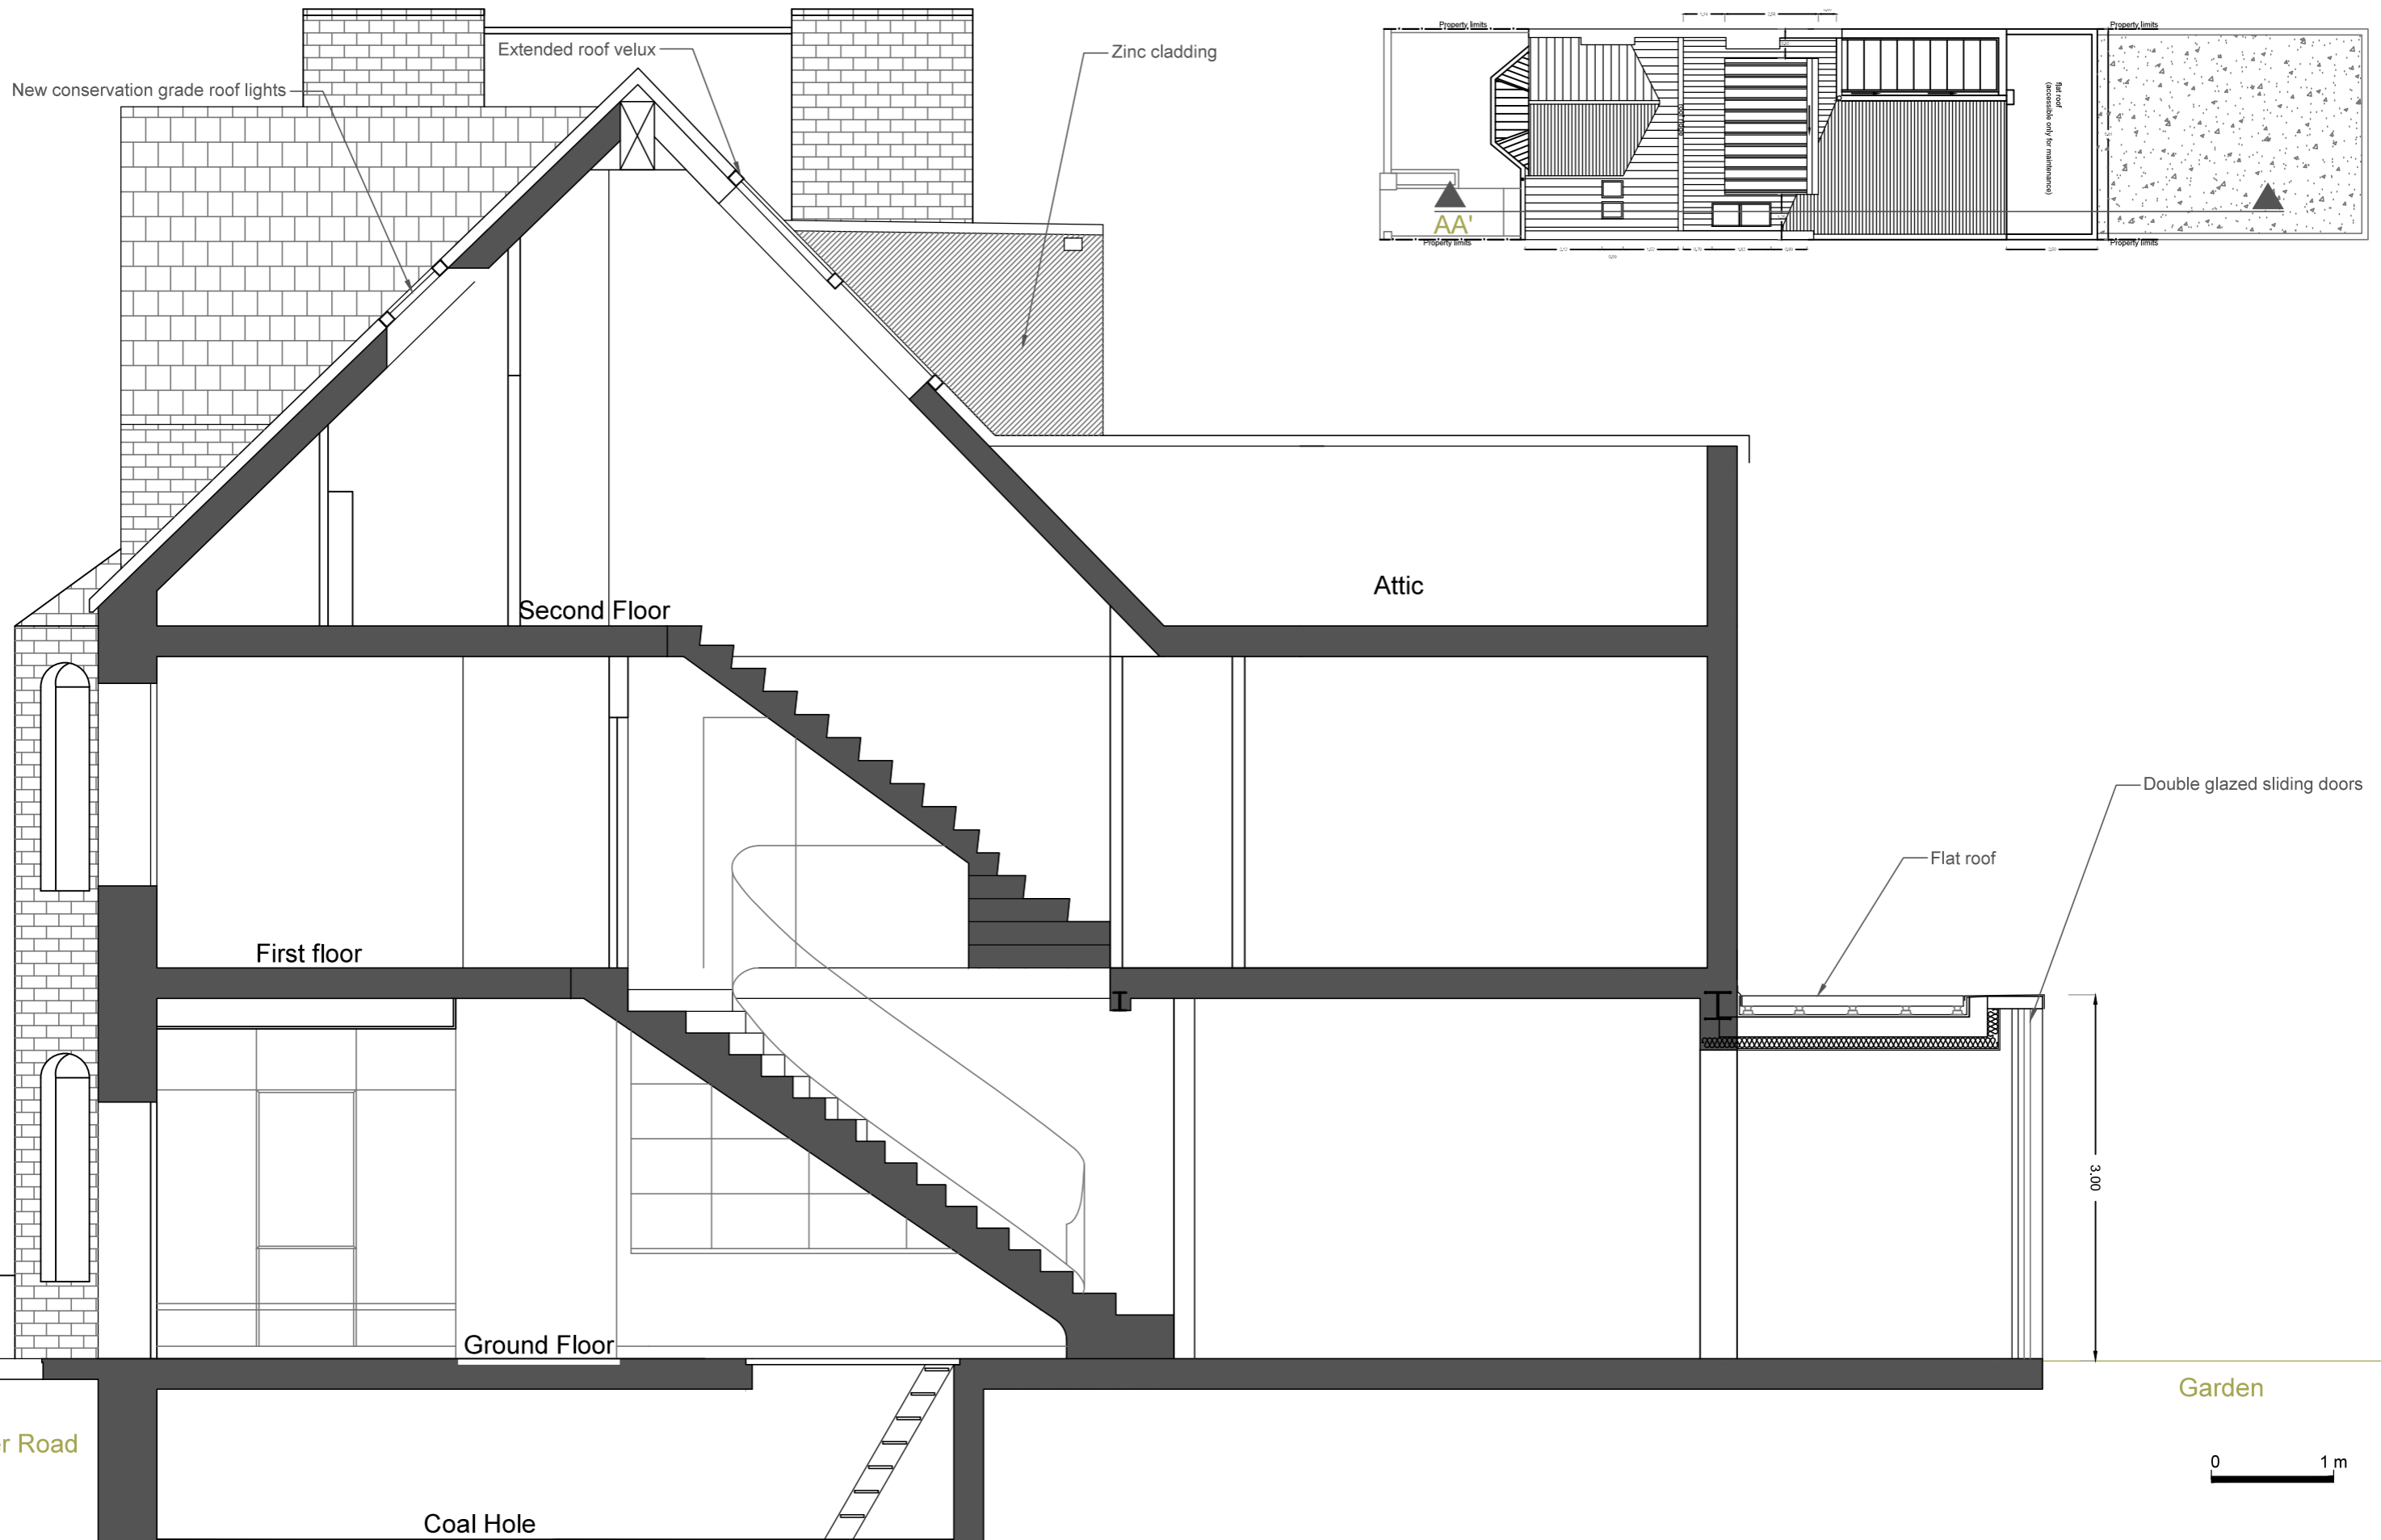 Extended roof velux
Zinc cladding
New conservation grade roof lights
Property limits
Property limits
flat roof
(accessible only for maintenance)
AA'
Property limits
Property limits
Attic
Second Floor
Double glazed sliding doors
Flat roof
First floor
3.00
Ground Floor
Garden
er Road
0 1 m
Coal Hole